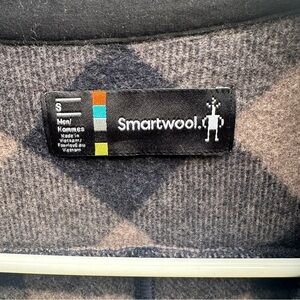 S
Men/
Hommes
Made in
Vietnam/
Fabriqué au
Vietnam
Smartwool.